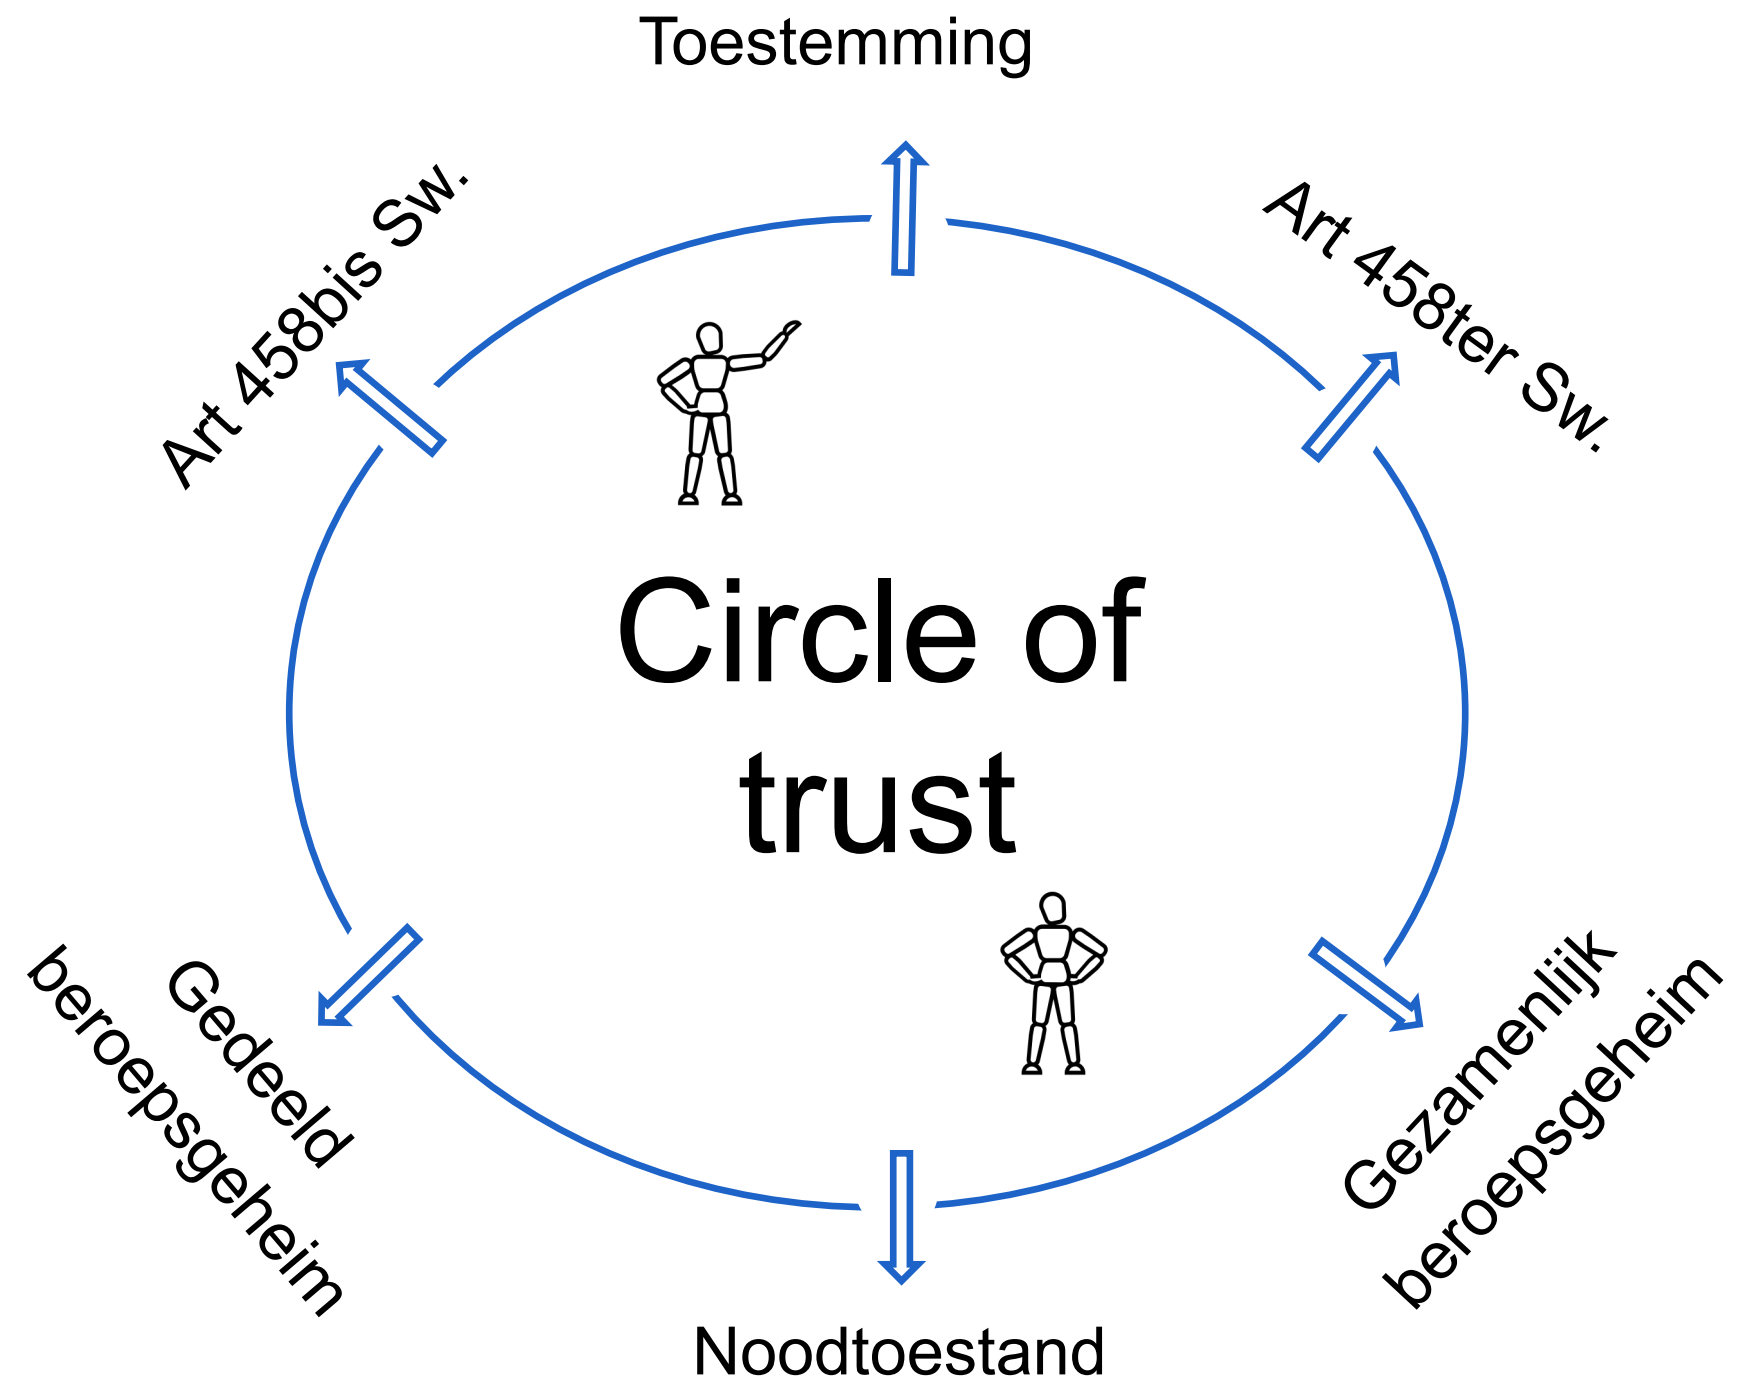 Toestemming
Art 458bis Sw.
Art 458ter Sw.
Circle of
trust
Gedeeld
beroepsgeheim
Gezamenlijk
beroepsgeheim
Noodtoestand